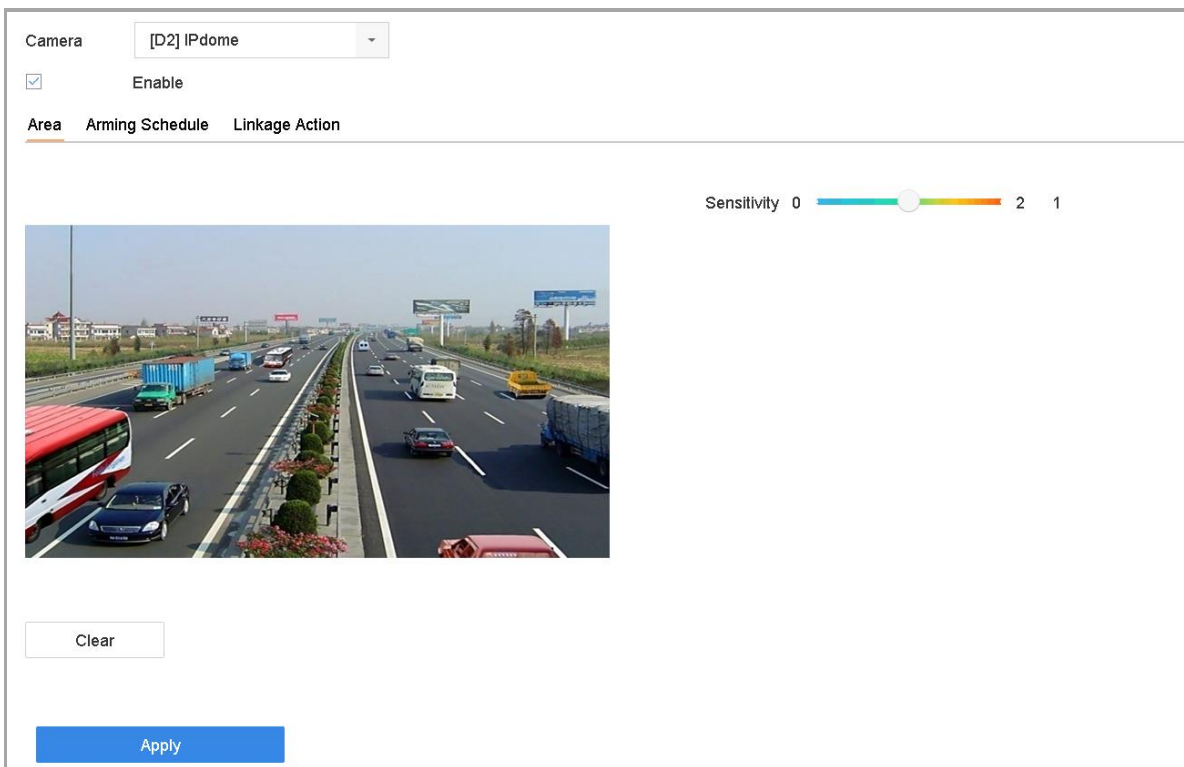 Camera [D2] IPdome
Enable
Area Arming Schedule Linkage Action
Sensitivity 0 2 1
Clear
Apply